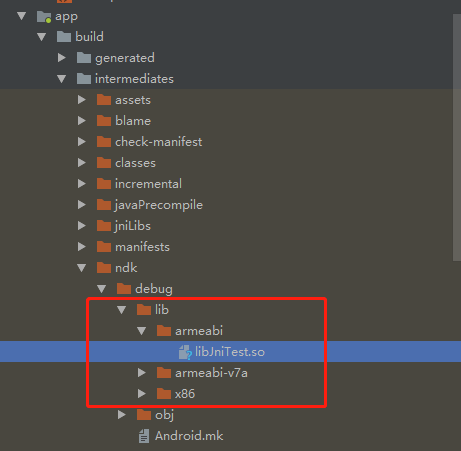 app
build
generated
intermediates
assets
blame
check-manifest
classes
incremental
javaPrecompile
jniLibs
manifests
ndk
debug
lib
armeabi
libJniTest.so
armeabi-v7a
x86
obj
Android.mk